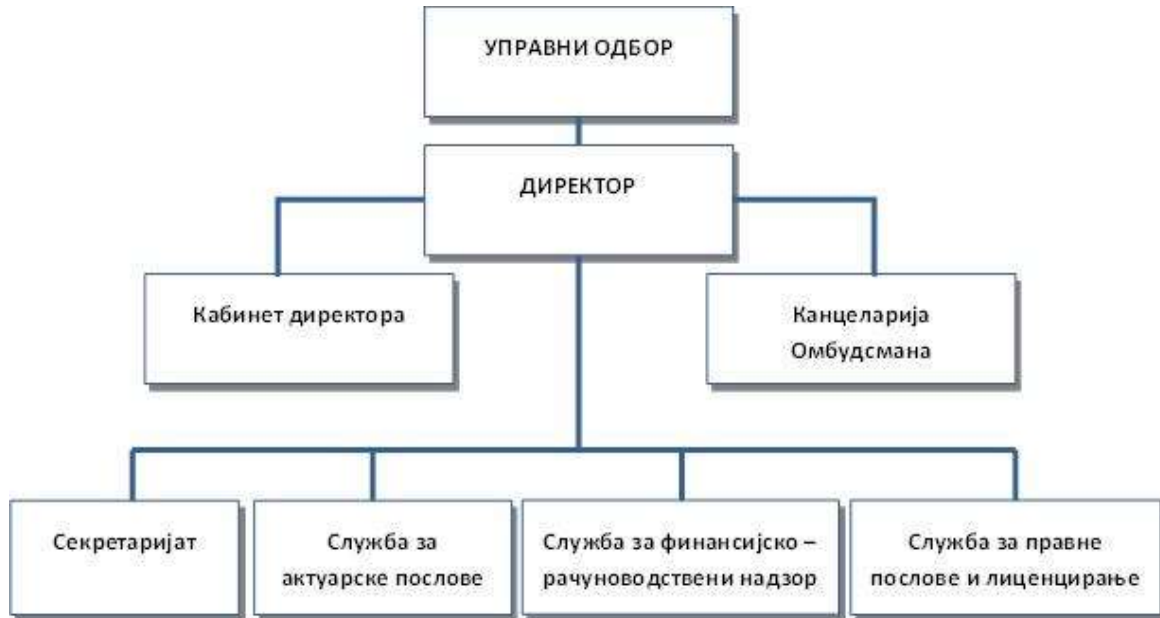 УПРАВНИ ОДБОР
ДИРЕКТОР
Кабинет директора
Канцеларија
Омбудсмана
Секретаријат
Служба за
актуарске послове
Служба за финансијско –
рачуноводствени надзор
Служба за правне
послове и лиценцирање